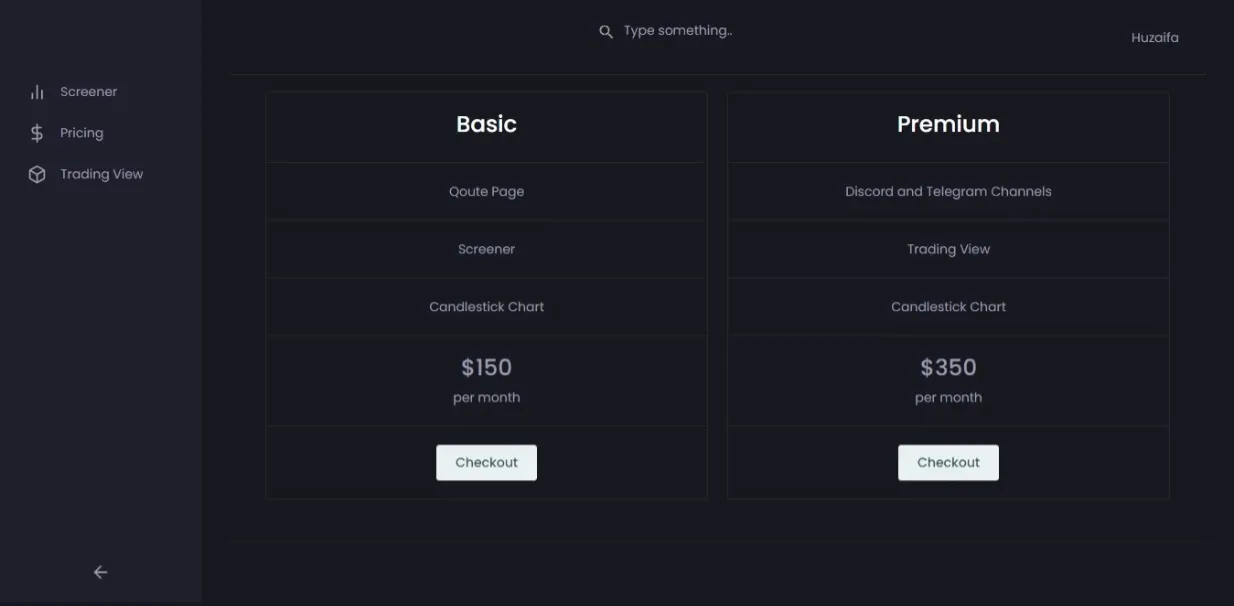 Type something..
Huzaifa
Screener
Pricing
Trading View
Basic
Qoute Page
Screener
Candlestick Chart
$150
per month
Checkout
Premium
Discord and Telegram Channels
Trading View
Candlestick Chart
$350
per month
Checkout